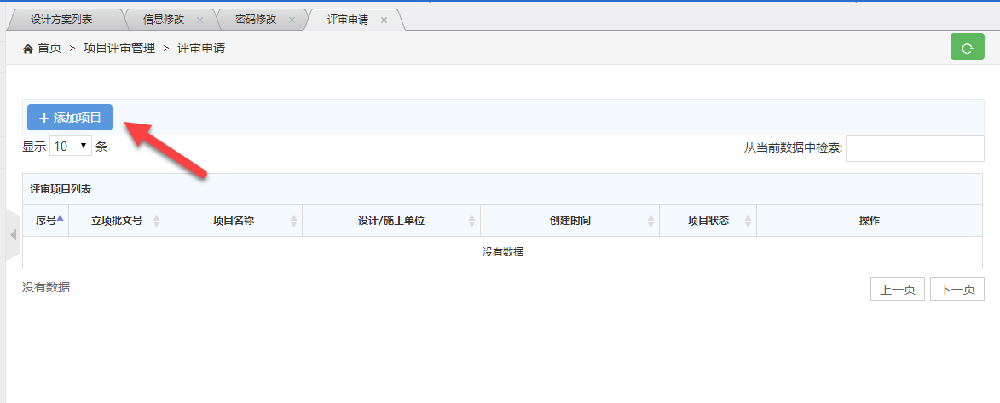 设计方案列表 信息修改 密码修改 评审申请
首页 > 项目评审管理 > 评审申请
添加项目
显示 10 条 从当前数据中检索:
评审项目列表
序号 立项批文号 项目名称 设计/施工单位 创建时间 项目状态 操作
没有数据
没有数据 上一页 下一页